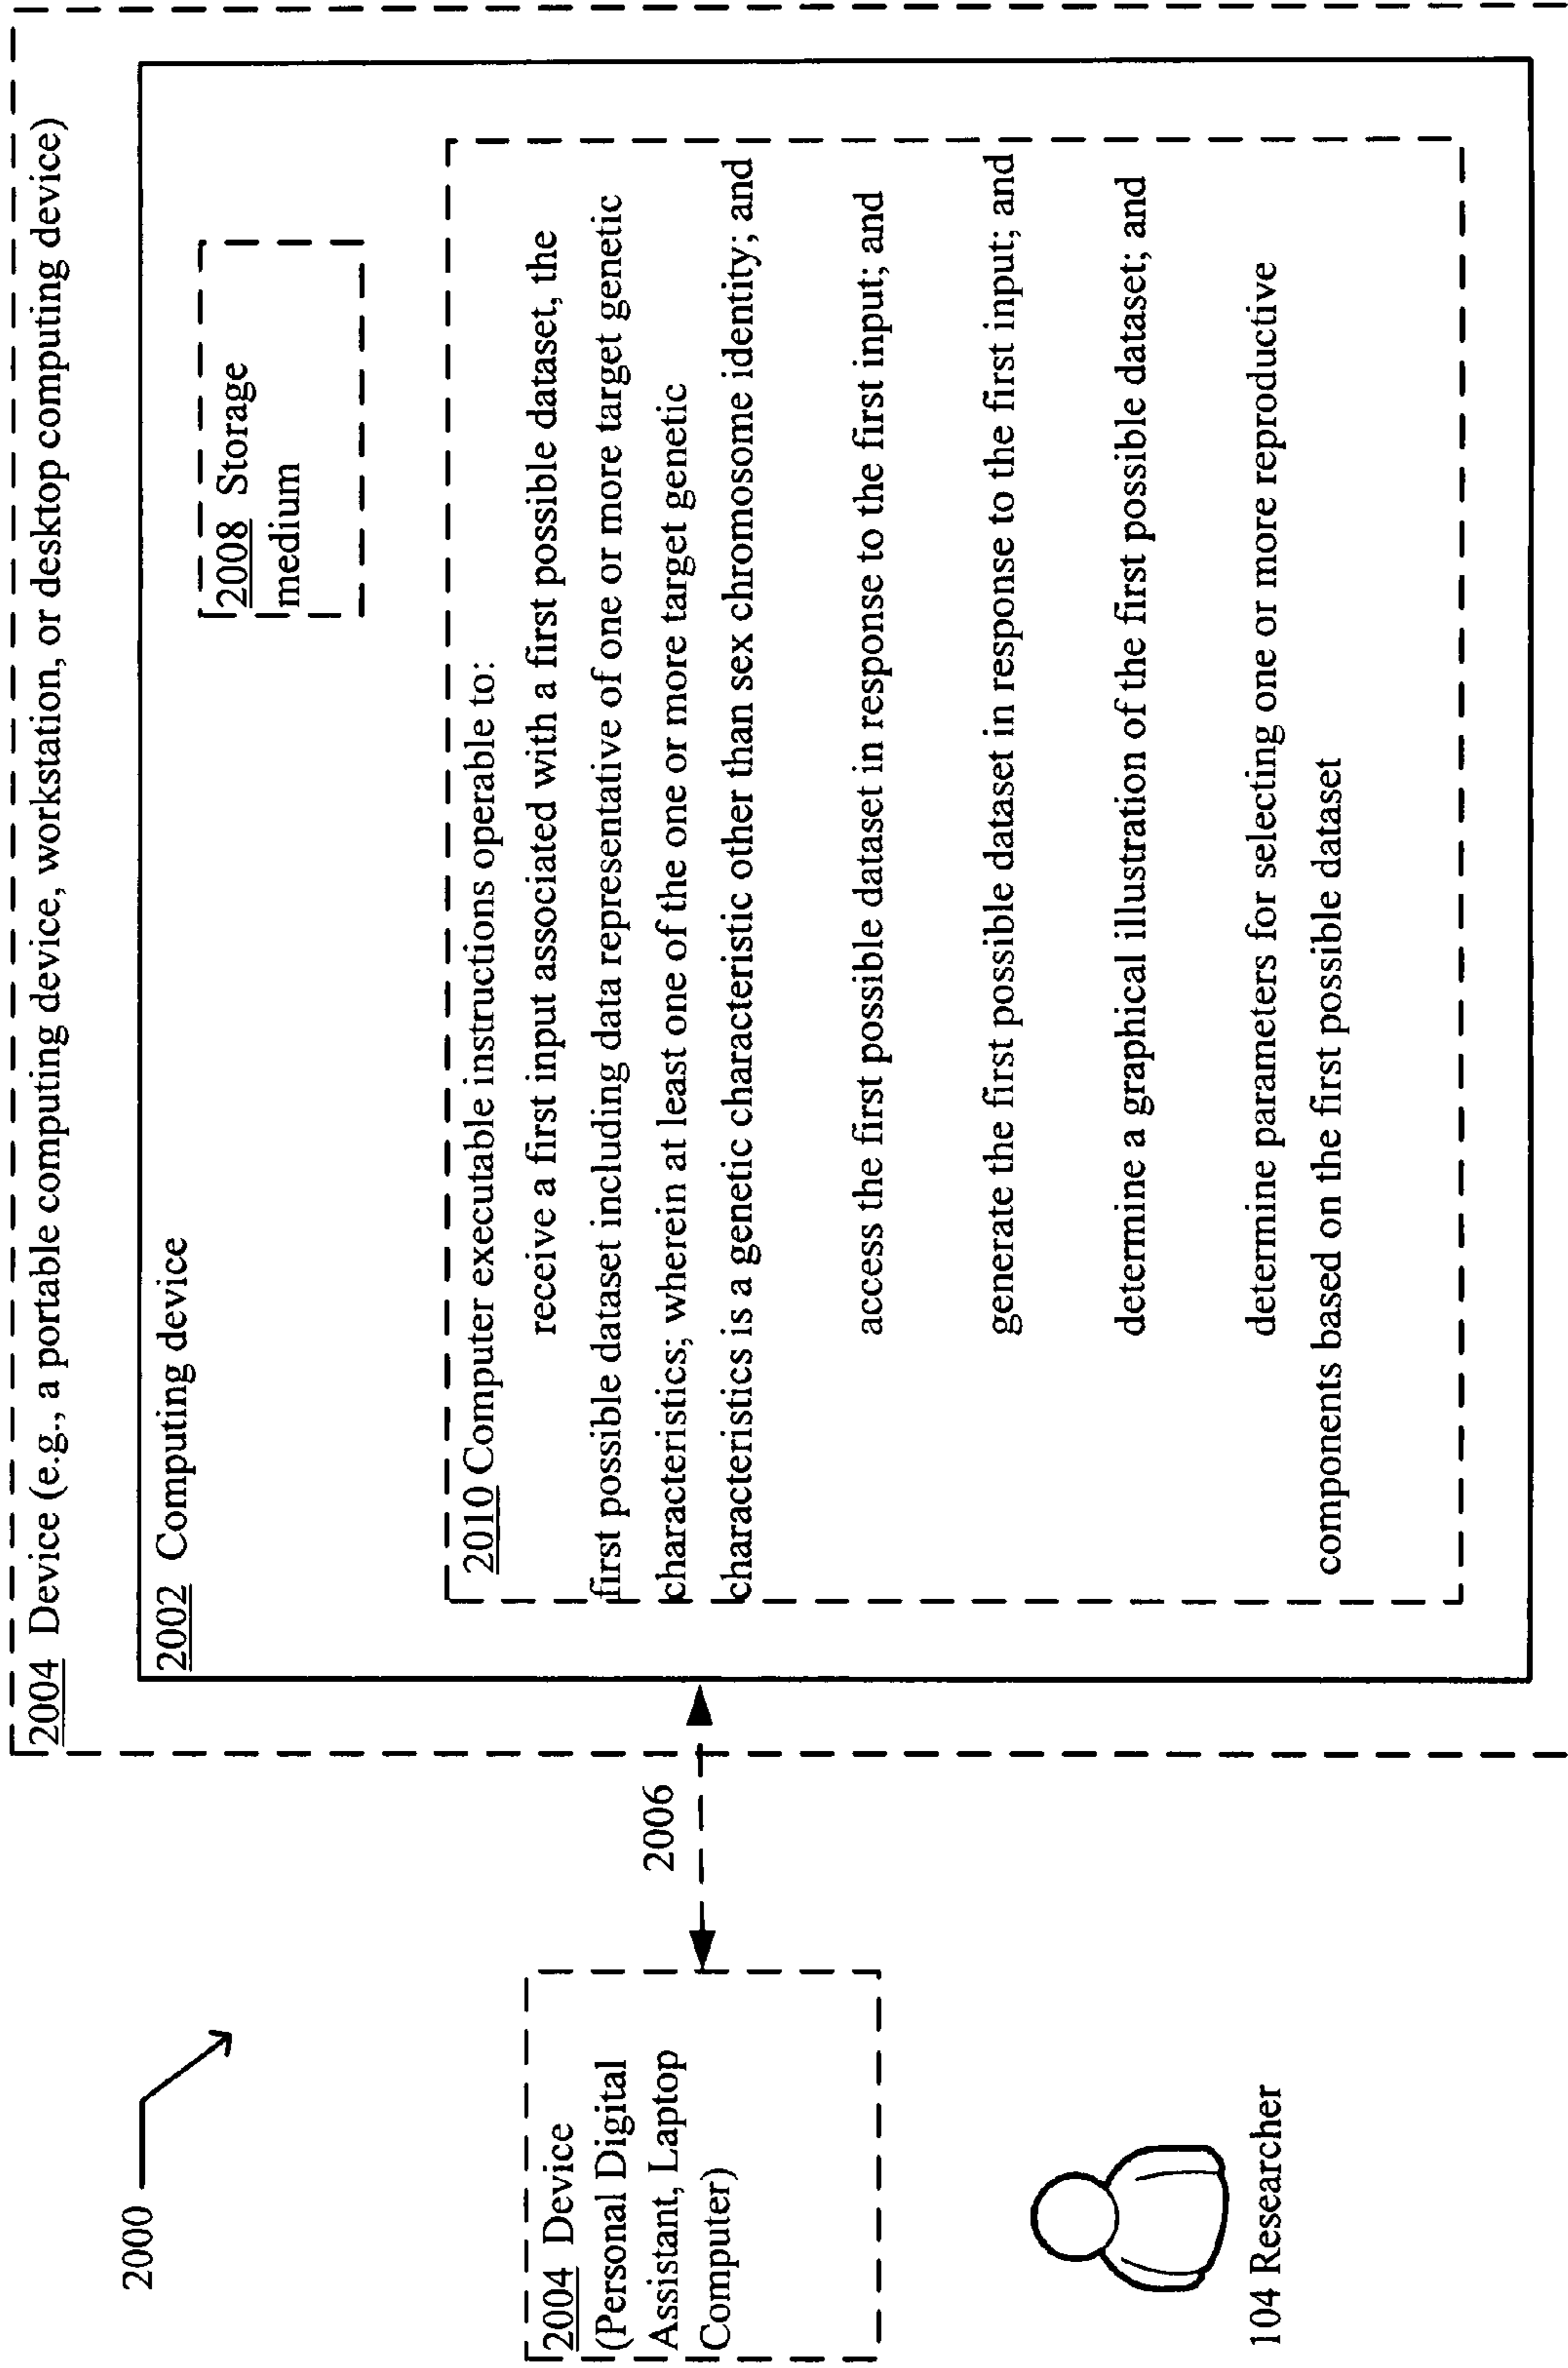 2000
2004 Device (e.g., a portable computing device, workstation, or desktop computing device)
2002 Computing device
2008 Storage
medium
2010 Computer executable instructions operable to:
receive a first input associated with a first possible dataset, the
first possible dataset including data representative of one or more target genetic
characteristics; wherein at least one of the one or more target genetic
characteristics is a genetic characteristic other than sex chromosome identity; and
access the first possible dataset in response to the first input; and
generate the first possible dataset in response to the first input; and
determine a graphical illustration of the first possible dataset; and
determine parameters for selecting one or more reproductive
components based on the first possible dataset
2006
2004 Device
(Personal Digital
Assistant, Laptop
Computer)
104 Researcher